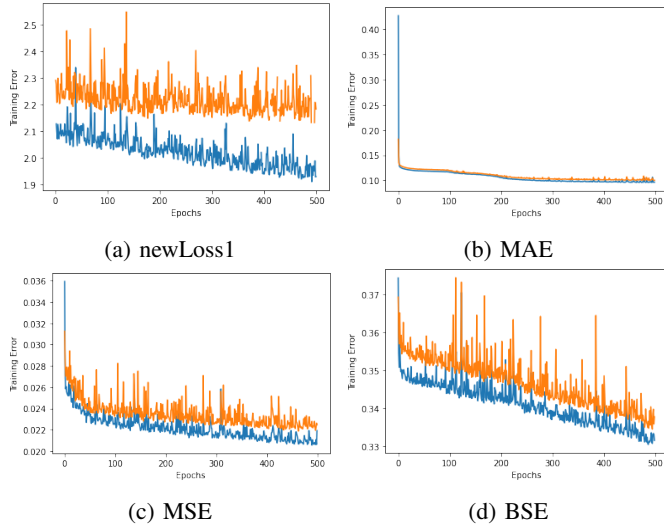 2.5
2.4
2.3
2.2
2.1
2.0
1.9
Training Error
0 100 200 300 400 500
Epochs
(a) newLoss1
0.40
0.35
0.30
0.25
0.20
0.15
0.10
Training Error
0 100 200 300 400 500
Epochs
(b) MAE
0.036
0.034
0.032
0.030
0.028
0.026
0.024
0.022
0.020
Training Error
0 100 200 300 400 500
Epochs
(c) MSE
0.37
0.36
0.35
0.34
0.33
Training Error
0 100 200 300 400 500
Epochs
(d) BSE